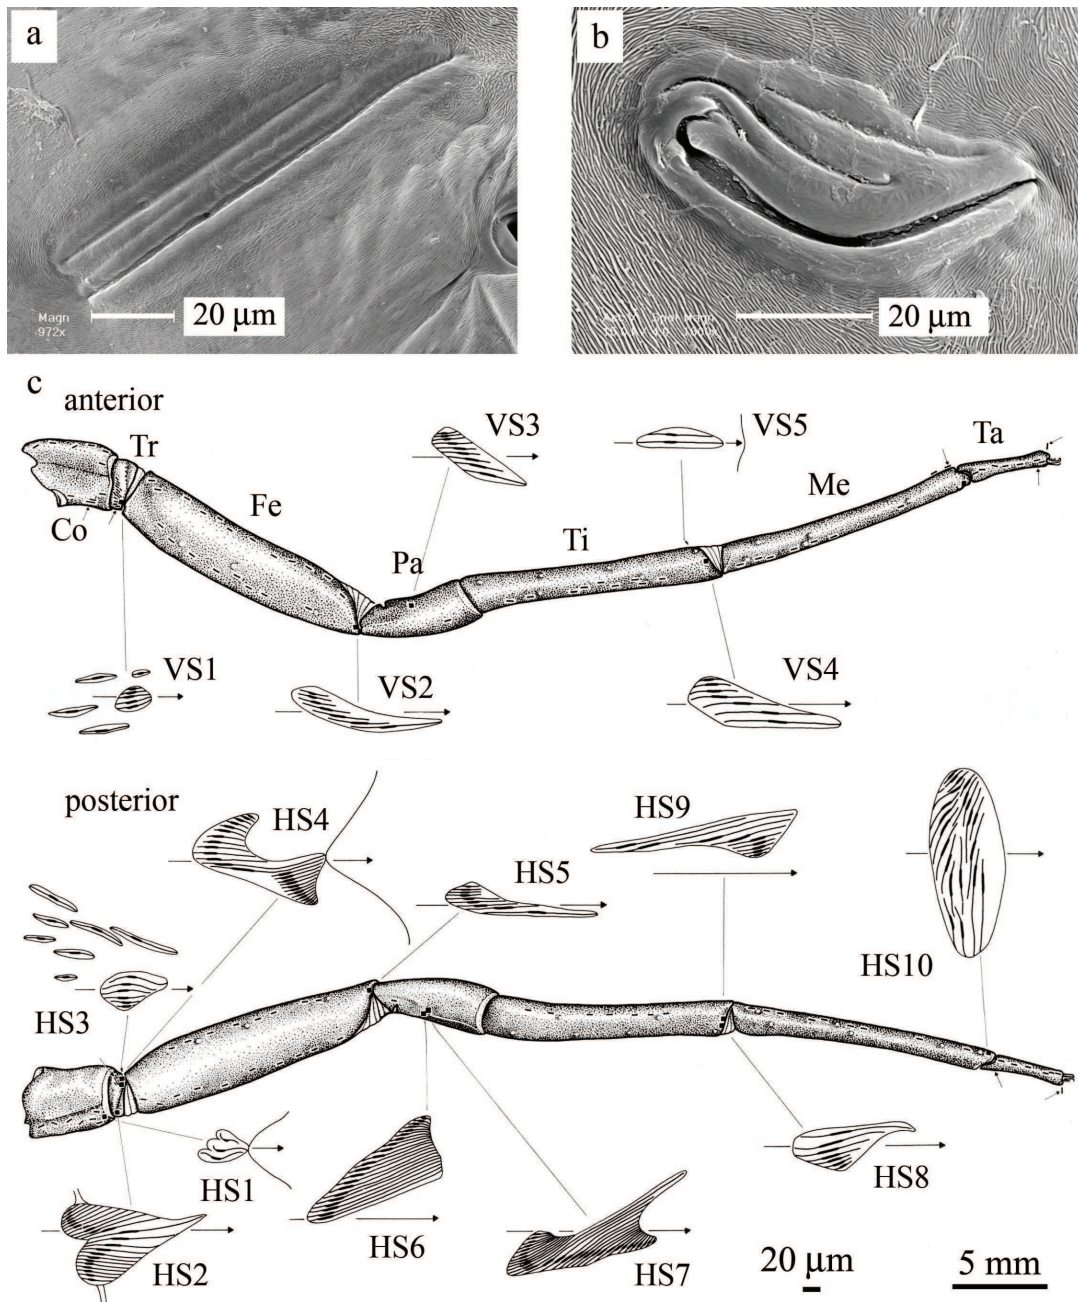 a
Magn
972x
20 µm
b
20 µm
c
anterior
Tr
VS3
VS5
Ta
Fe
Me
Co
Pa
Ti
VS1
VS2
VS4
posterior
HS4
HS9
HS5
HS10
HS3
HS1
HS8
HS6
HS2
HS7
20 µm
5 mm